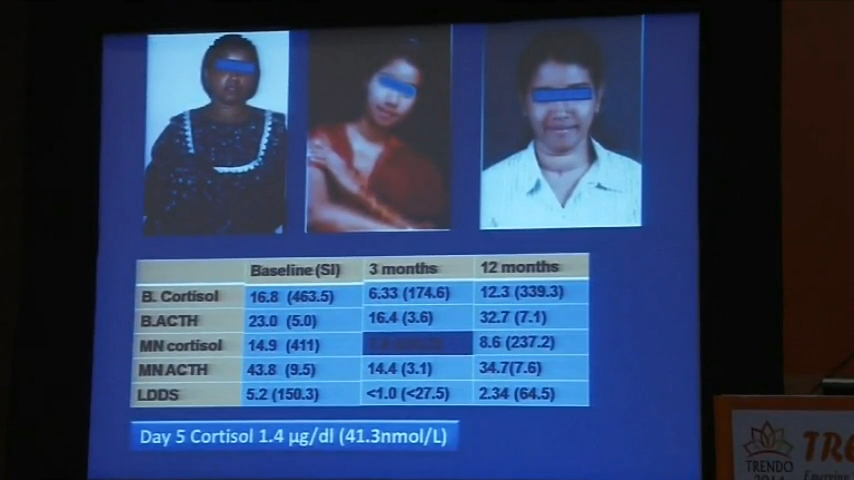 Baseline (SI) 3 months 12 months
B. Cortisol 16.8 (463.5) 6.33 (174.6) 12.3 (339.3)
B.ACTH 23.0 (5.0) 16.4 (3.6) 32.7 (7.1)
MN cortisol 14.9 (411) 8.6 (237.2)
MN ACTH 43.8 (9.5) 14.4 (3.1) 34.7(7.6)
LDDS 5.2 (150.3) <1.0 (<27.5) 2.34 (64.5)
Day 5 Cortisol 1.4 µg/dl (41.3nmol/L)
TRENDO